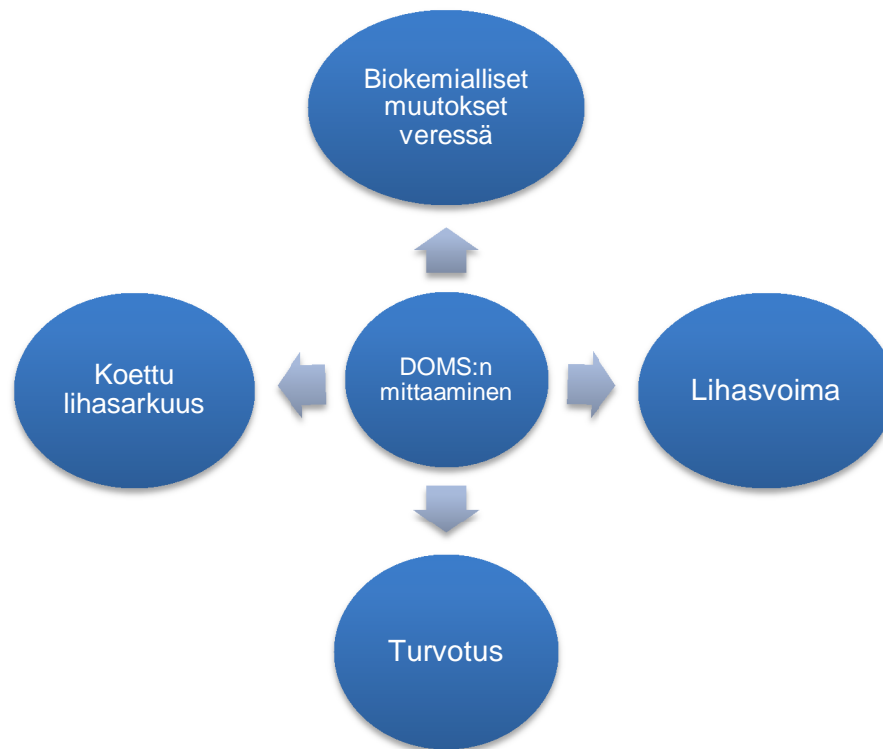 Biokemialliset
muutokset
veressä
Koettu
lihasarkuus
DOMS:n
mittaaminen
Lihasvoima
Turvotus